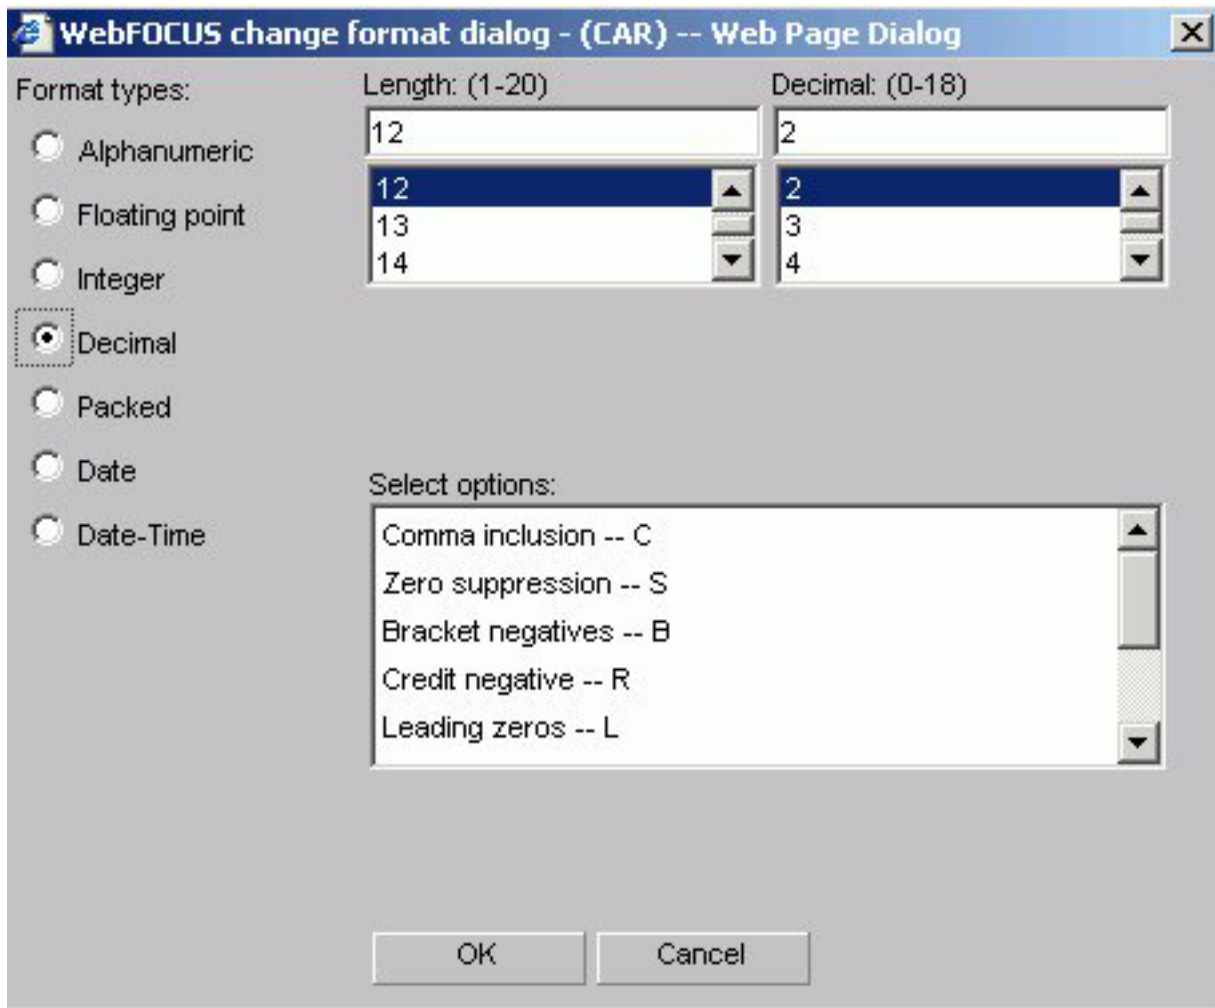 WebFOCUS change format dialog - (CAR) -- Web Page Dialog
Format types:
Alphanumeric
Floating point
Integer
Decimal
Packed
Date
Date-Time
Length: (1-20)
12
12
13
14
Decimal: (0-18)
2
2
3
4
Select options:
Comma inclusion -- C
Zero suppression -- S
Bracket negatives -- B
Credit negative -- R
Leading zeros -- L
OK
Cancel